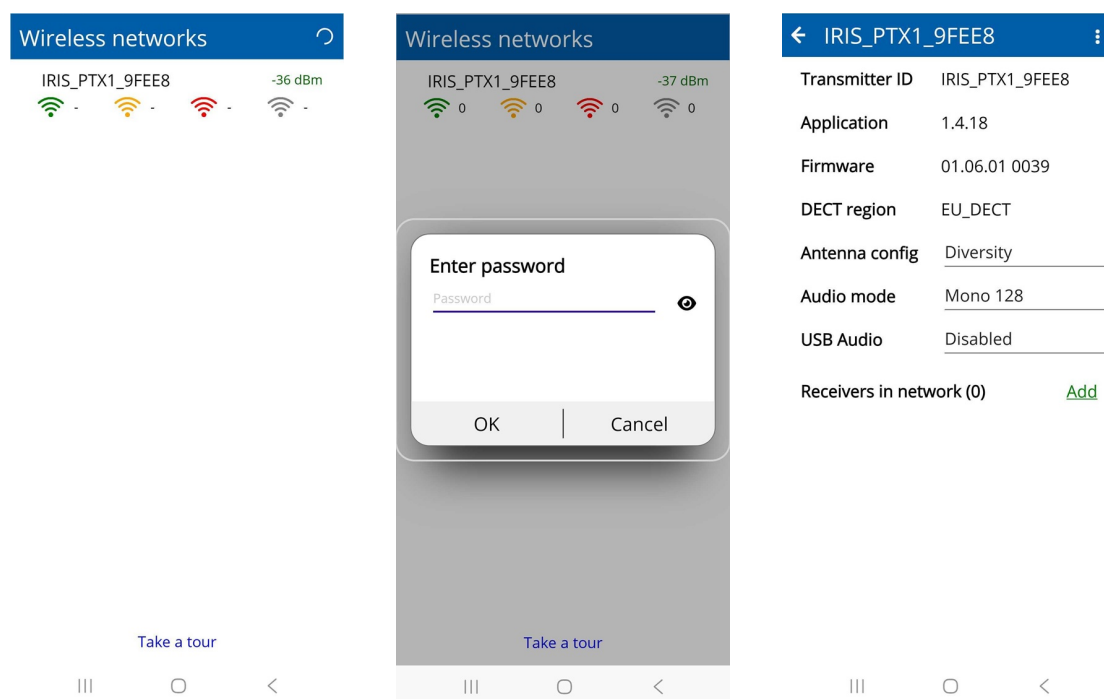 Wireless networks
IRIS_PTX1_9FEE8 -36 dBm
- - - -
Take a tour
Wireless networks
IRIS_PTX1_9FEE8 -37 dBm
0 0 0 0
Enter password
Password
OK Cancel
Take a tour
IRIS_PTX1_9FEE8
Transmitter ID IRIS_PTX1_9FEE8
Application 1.4.18
Firmware 01.06.01 0039
DECT region EU_DECT
Antenna config Diversity
Audio mode Mono 128
USB Audio Disabled
Receivers in network (0) Add